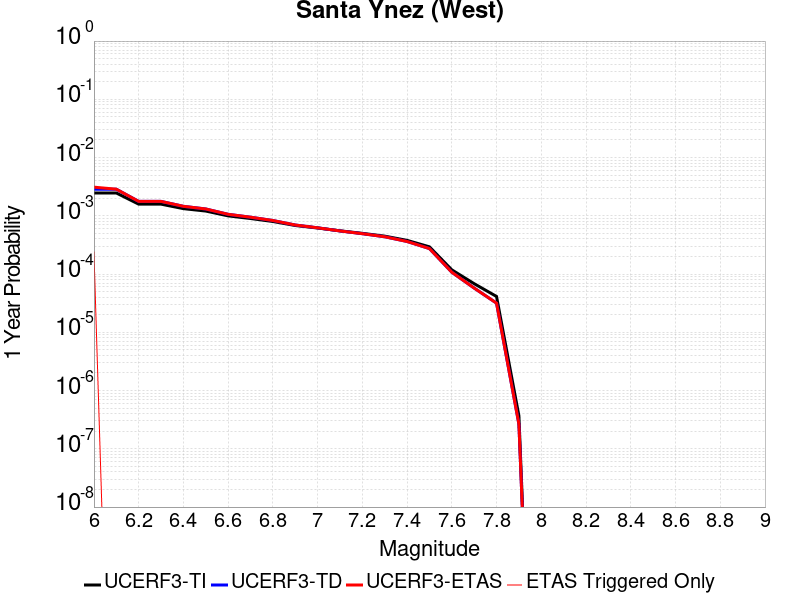 Santa Ynez (West)
10^0
10^-1
10^-2
10^-3
10^-4
10^-5
10^-6
10^-7
10^-8
1 Year Probability
6 6.2 6.4 6.6 6.8 7 7.2 7.4 7.6 7.8 8 8.2 8.4 8.6 8.8 9
Magnitude
UCERF3-TI UCERF3-TD UCERF3-ETAS ETAS Triggered Only